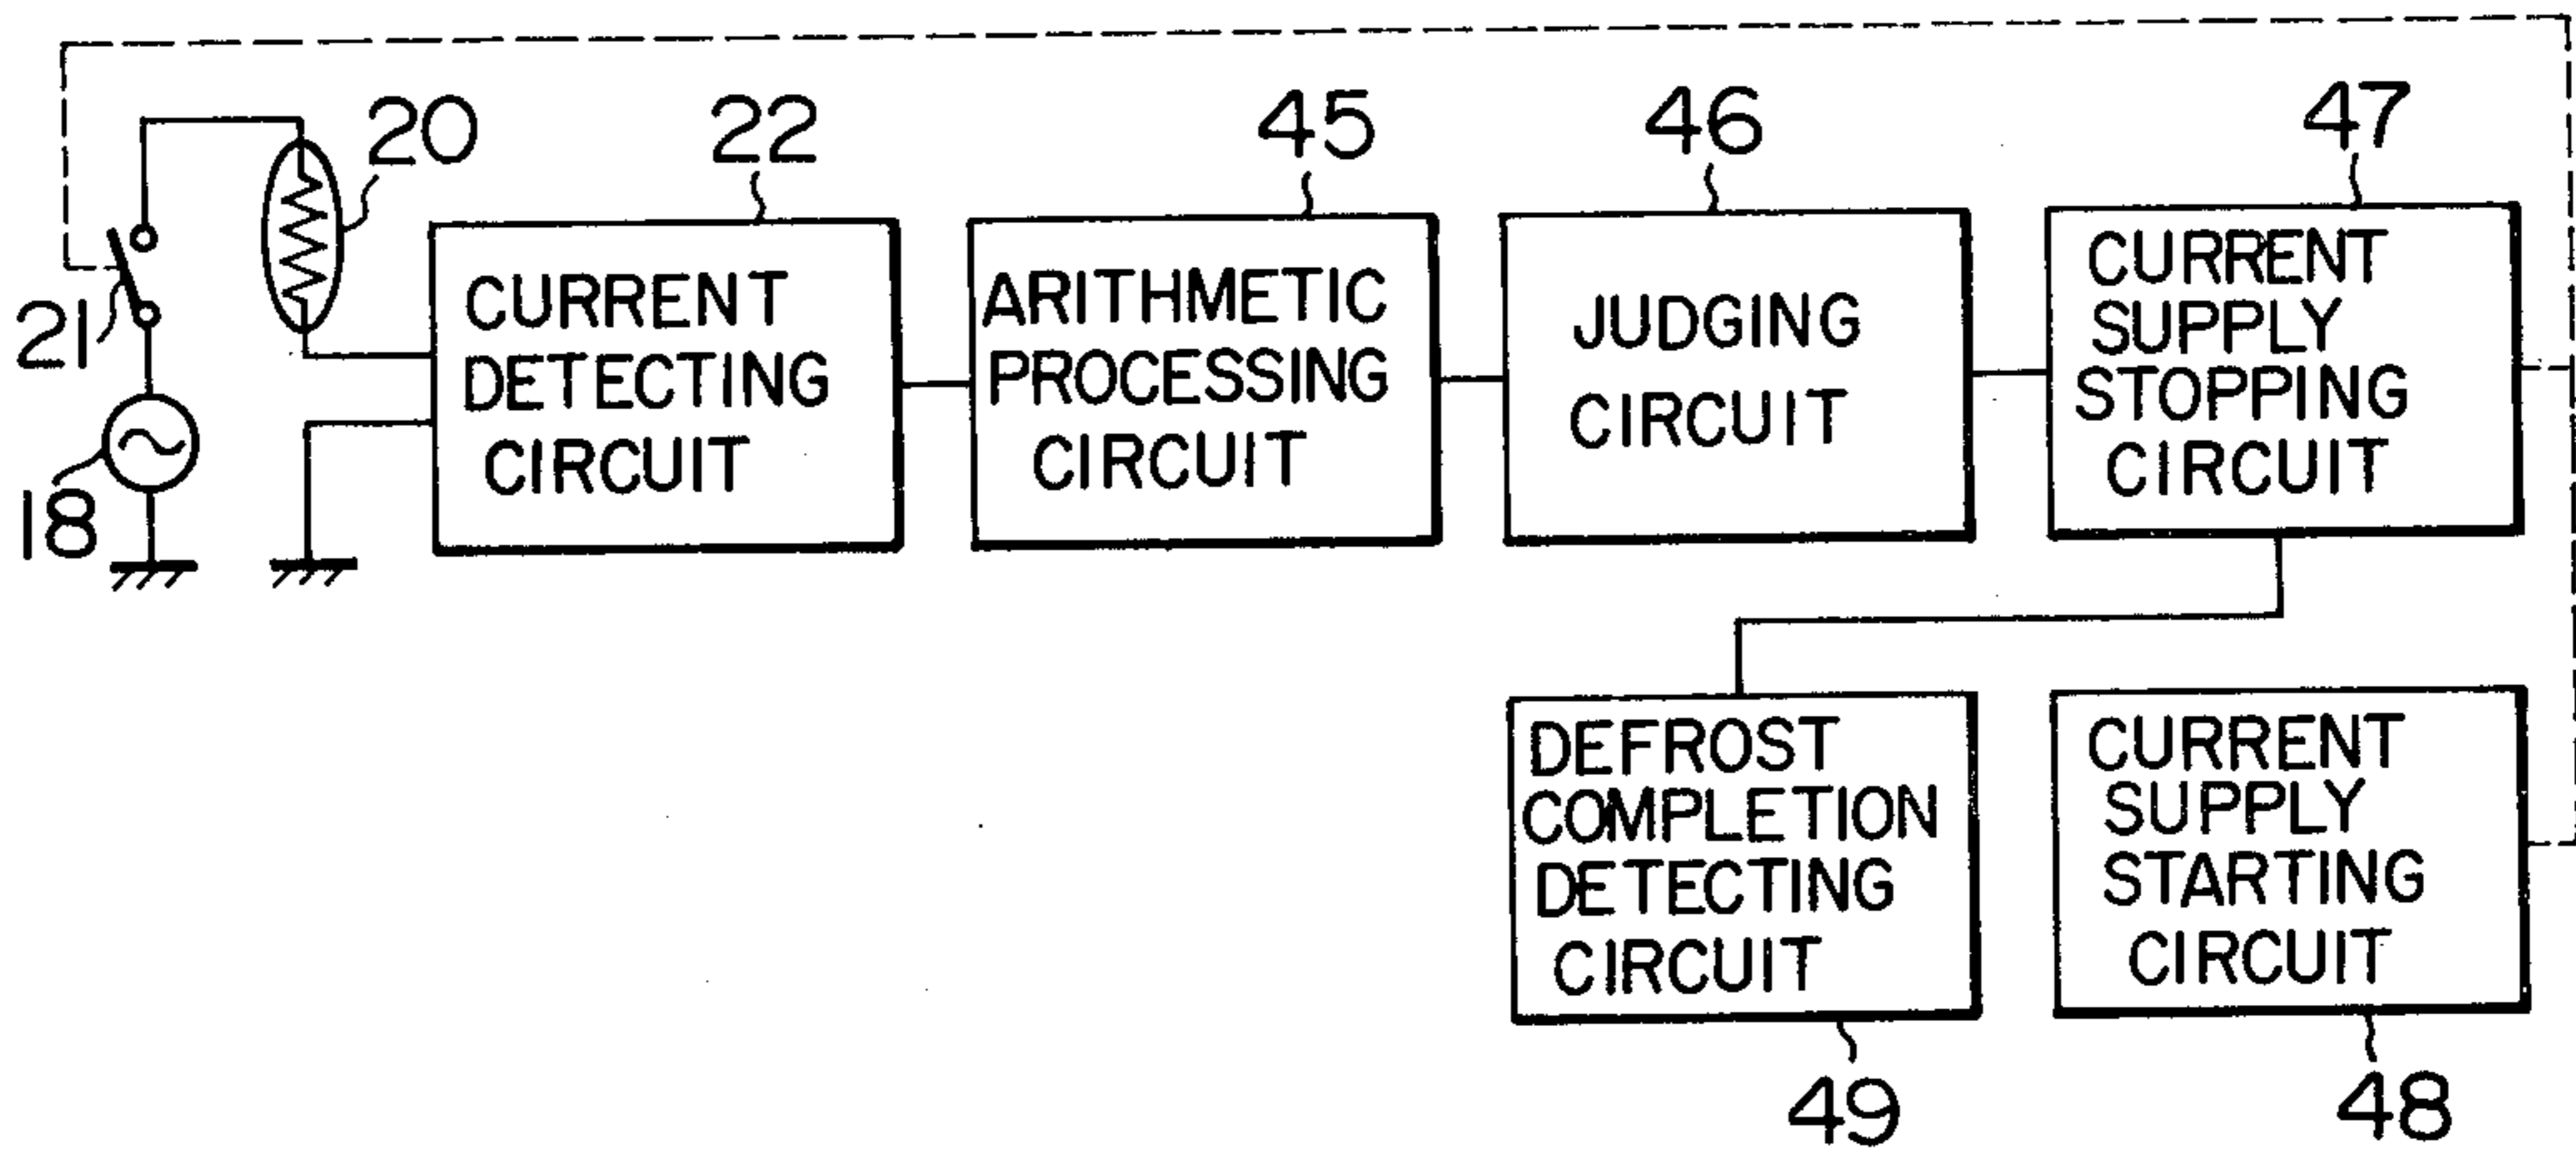 20
22
45
46
47
21
18
CURRENT
DETECTING
CIRCUIT
ARITHMETIC
PROCESSING
CIRCUIT
JUDGING
CIRCUIT
CURRENT
SUPPLY
STOPPING
CIRCUIT
DEFROST
COMPLETION
DETECTING
CIRCUIT
CURRENT
SUPPLY
STARTING
CIRCUIT
49
48